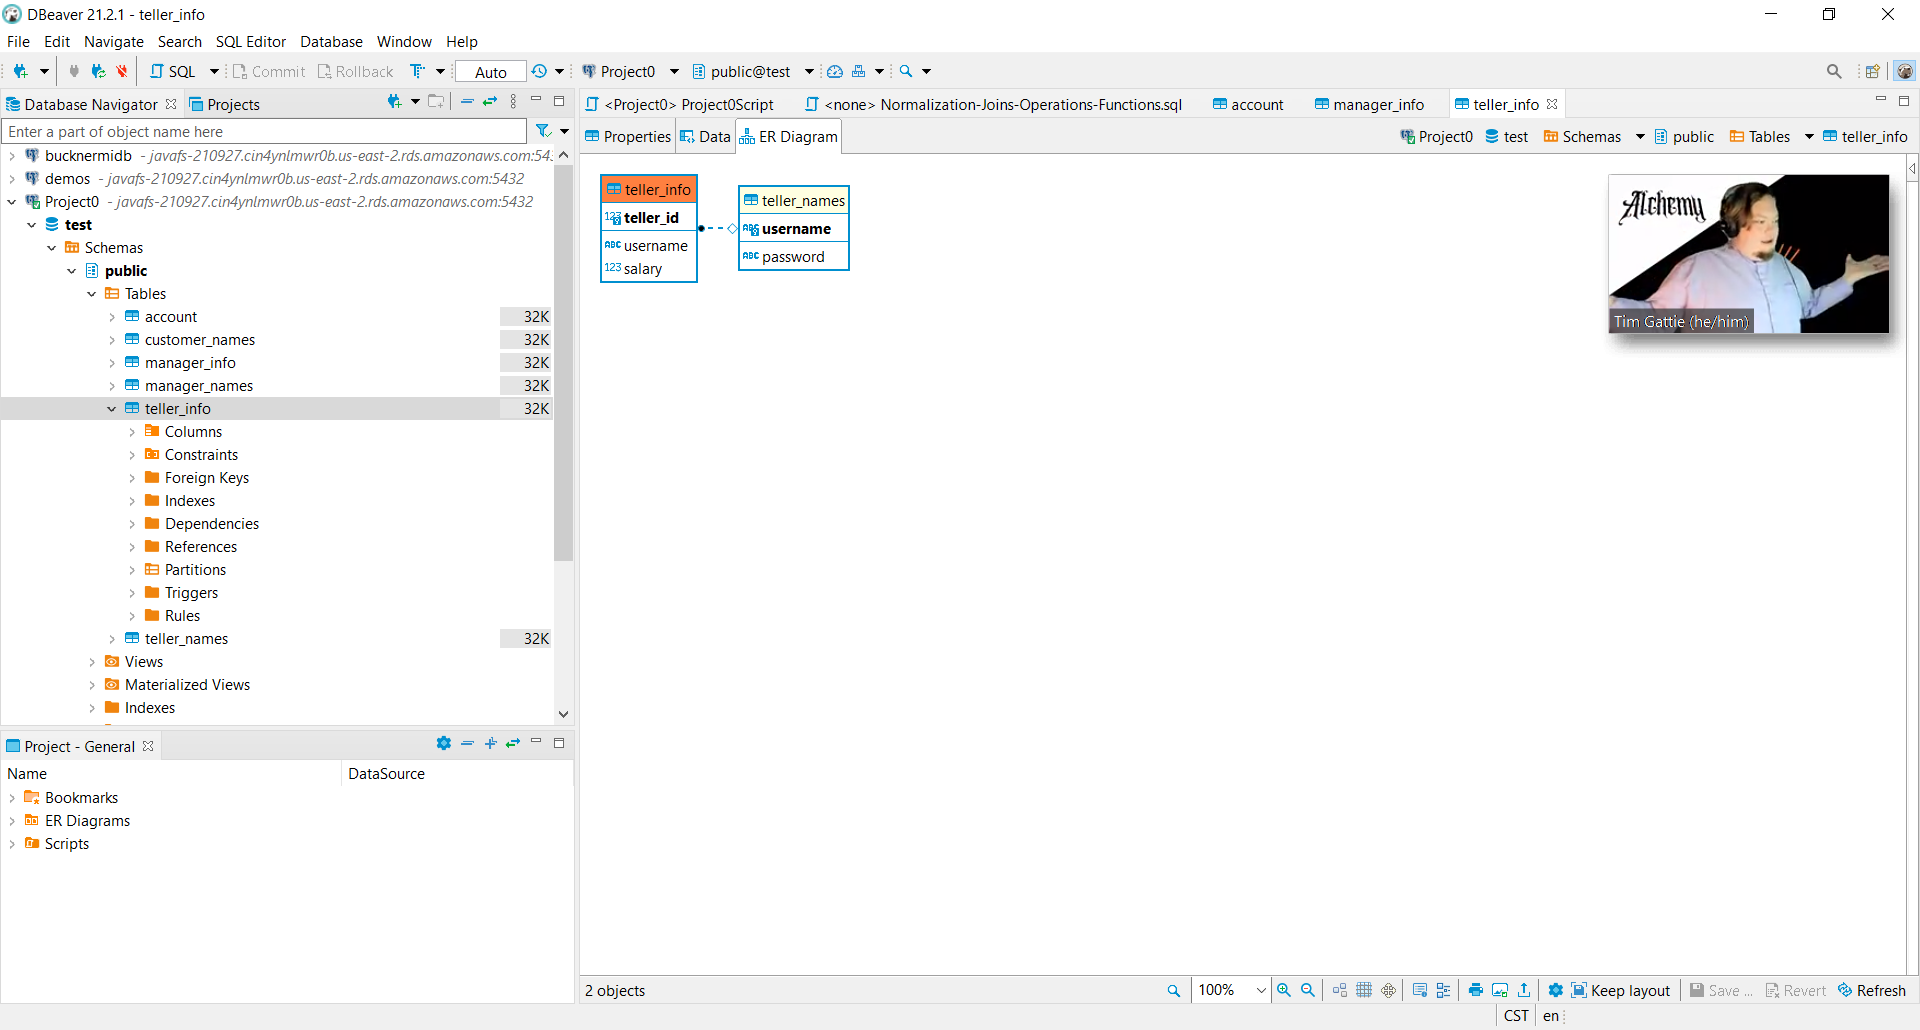 DBeaver 21.2.1 - teller_info
File Edit Navigate Search SQL Editor Database Window Help
SQL Commit Rollback Auto Project0 public@test
Database Navigator Projects
<Project0> Project0Script <none> Normalization-Joins-Operations-Functions.sql account manager_info teller_info
Enter a part of object name here
Properties Data ER Diagram Project0 test Schemas public Tables teller_info
bucknermidb - javafs-210927.cin4ynlmwr0b.us-east-2.rds.amazonaws.com:543
demos - javafs-210927.cin4ynlmwr0b.us-east-2.rds.amazonaws.com:5432
Project0 - javafs-210927.cin4ynlmwr0b.us-east-2.rds.amazonaws.com:5432
test
Schemas
public
Tables
account 32K
customer_names 32K
manager_info 32K
manager_names 32K
teller_info 32K
Columns
Constraints
Foreign Keys
Indexes
Dependencies
References
Partitions
Triggers
Rules
teller_names 32K
Views
Materialized Views
Indexes
teller_info
123 teller_id
ABC username
123 salary
teller_names
ABC username
ABC password
Alchemy
Tim Gattie (he/him)
Project - General
Name DataSource
Bookmarks
ER Diagrams
Scripts
2 objects 100% Keep layout Save ... Revert Refresh
CST en